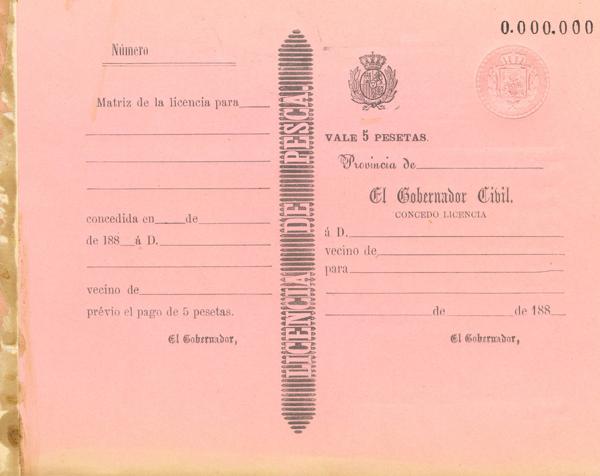 0.000.000
Número
Matriz de la licencia para
concedida en de
de 188 á D.
vecino de
prévio el pago de 5 pesetas.
El Gobernador,
LICENCIA DE PESCA.
VALE 5 PESETAS.
Provincia de
El Gobernador Civil.
CONCEDO LICENCIA
á D.
vecino de
para
de de 188
El Gobernador,